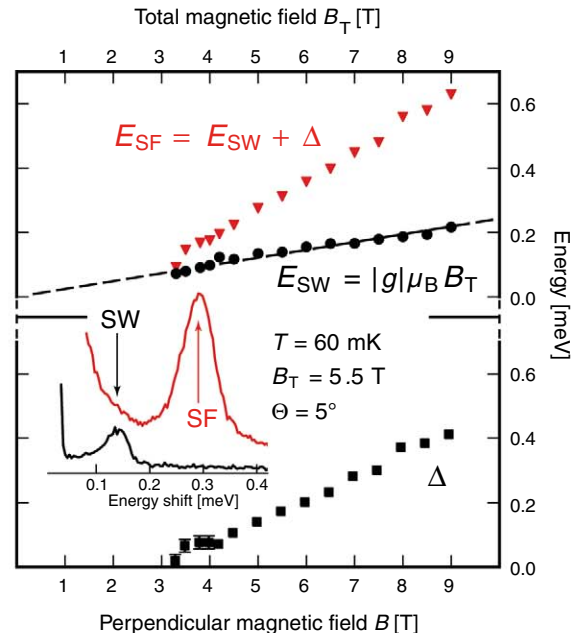 Total magnetic field B_T [T]
1 2 3 4 5 6 7 8 9
0.6
E_SF = E_SW + Δ
0.4
0.2
E_SW = |g|μ_B B_T
0.0
Energy [meV]
SW
T = 60 mK
B_T = 5.5 T
Θ = 5°
SF
0.6
0.4
Δ
0.1 0.2 0.3 0.4
Energy shift [meV]
0.2
0.0
1 2 3 4 5 6 7 8 9
Perpendicular magnetic field B [T]